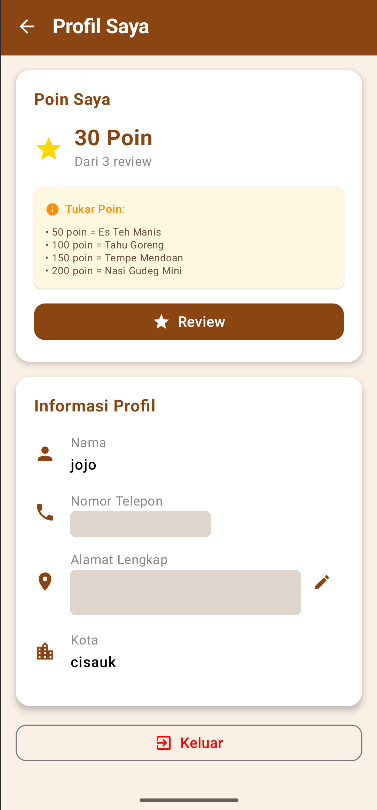 Profil Saya
Poin Saya
30 Poin
Dari 3 review
Tukar Poin:
• 50 poin = Es Teh Manis
• 100 poin = Tahu Goreng
• 150 poin = Tempe Mendoan
• 200 poin = Nasi Gudeg Mini
Review
Informasi Profil
Nama
jojo
Nomor Telepon
Alamat Lengkap
Kota
cisauk
Keluar